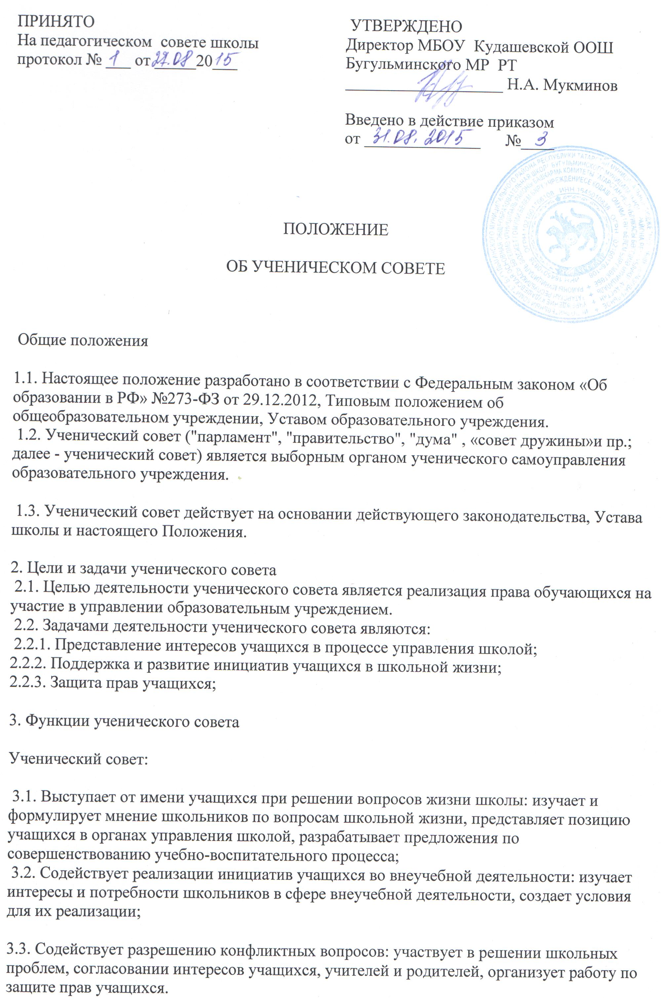 ПРИНЯТО
На педагогическом  совете школы
протокол № 1 от 27.08 2015
УТВЕРЖДЕНО
Директор МБОУ  Кудашевской ООШ
Бугульминского МР  РТ
Н.А. Мукминов
Введено в действие приказом
от 31.08. 2015 № 3
ПОЛОЖЕНИЕ
ОБ УЧЕНИЧЕСКОМ СОВЕТЕ
Общие положения
1.1. Настоящее положение разработано в соответствии с Федеральным законом «Об
образовании в РФ» №273-ФЗ от 29.12.2012, Типовым положением об
общеобразовательном учреждении, Уставом образовательного учреждения.
1.2. Ученический совет ("парламент", "правительство", "дума" , «совет дружины»и пр.;
далее - ученический совет) является выборным органом ученического самоуправления
образовательного учреждения.
1.3. Ученический совет действует на основании действующего законодательства, Устава
школы и настоящего Положения.
2. Цели и задачи ученического совета
2.1. Целью деятельности ученического совета является реализация права обучающихся на
участие в управлении образовательным учреждением.
2.2. Задачами деятельности ученического совета являются:
2.2.1. Представление интересов учащихся в процессе управления школой;
2.2.2. Поддержка и развитие инициатив учащихся в школьной жизни;
2.2.3. Защита прав учащихся;
3. Функции ученического совета
Ученический совет:
3.1. Выступает от имени учащихся при решении вопросов жизни школы: изучает и
формулирует мнение школьников по вопросам школьной жизни, представляет позицию
учащихся в органах управления школой, разрабатывает предложения по
совершенствованию учебно-воспитательного процесса;
3.2. Содействует реализации инициатив учащихся во внеучебной деятельности: изучает
интересы и потребности школьников в сфере внеучебной деятельности, создает условия
для их реализации;
3.3. Содействует разрешению конфликтных вопросов: участвует в решении школьных
проблем, согласовании интересов учащихся, учителей и родителей, организует работу по
защите прав учащихся.